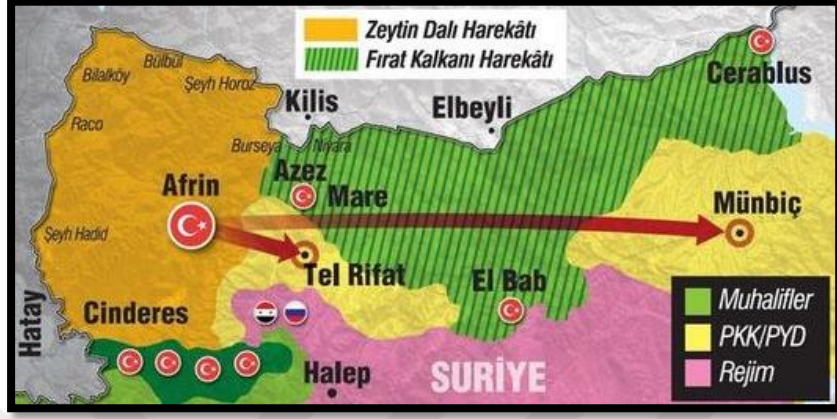 Zeytin Dalı Harekâtı
Fırat Kalkanı Harekâtı
Cerablus
Bülbül
Bilalköy
Şeyh Horoz
Kilis
Elbeyli
Raco
Burseya
Niyara
Azez
Afrin
Mare
Münbiç
Şeyh Hadid
Tel Rifat
El Bab
Cinderes
Hatay
Halep
SURİYE
Muhalifler
PKK/PYD
Rejim